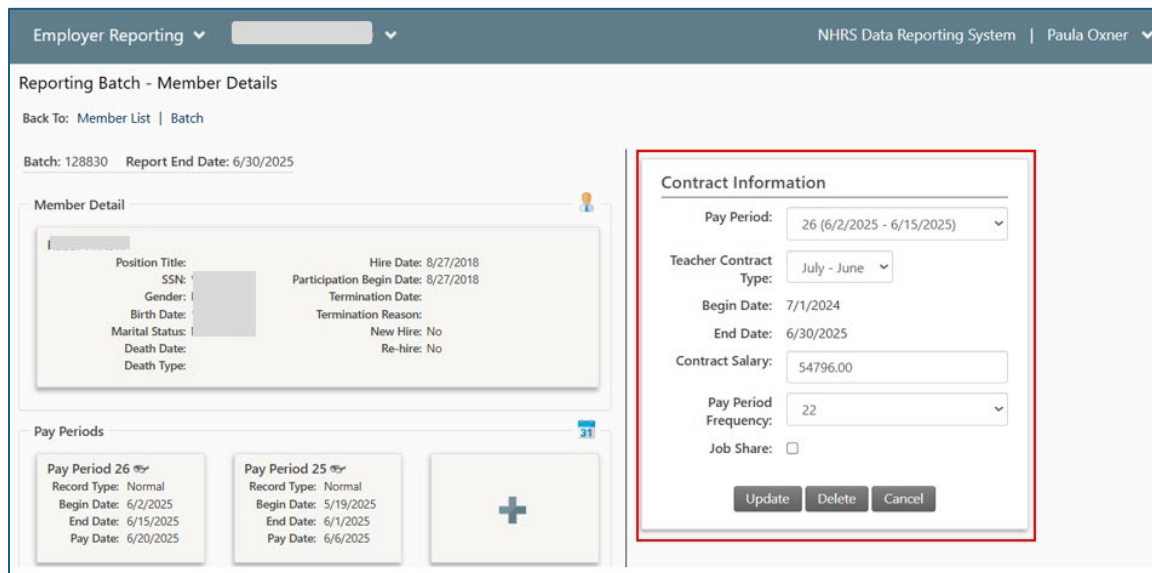 Employer Reporting
NHRS Data Reporting System | Paula Oxner
Reporting Batch - Member Details
Back To: Member List | Batch
Batch: 128830 Report End Date: 6/30/2025
Member Detail
Position Title:
SSN:
Gender:
Birth Date:
Marital Status:
Death Date:
Death Type:
Hire Date: 8/27/2018
Participation Begin Date: 8/27/2018
Termination Date:
Termination Reason:
New Hire: No
Re-hire: No
Pay Periods
31
Pay Period 26
Record Type: Normal
Begin Date: 6/2/2025
End Date: 6/15/2025
Pay Date: 6/20/2025
Pay Period 25
Record Type: Normal
Begin Date: 5/19/2025
End Date: 6/1/2025
Pay Date: 6/6/2025
Contract Information
Pay Period: 26 (6/2/2025 - 6/15/2025)
Teacher Contract
Type: July - June
Begin Date: 7/1/2024
End Date: 6/30/2025
Contract Salary: 54796.00
Pay Period
Frequency: 22
Job Share:
Update Delete Cancel